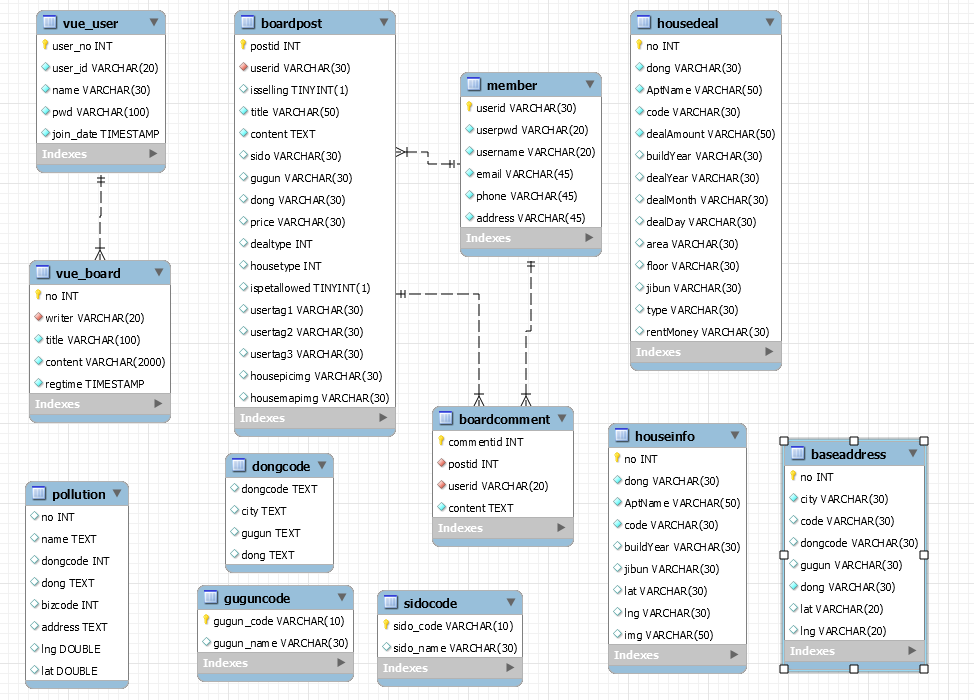 vue_user
user_no INT
user_id VARCHAR(20)
name VARCHAR(30)
pwd VARCHAR(100)
join_date TIMESTAMP
Indexes
vue_board
no INT
writer VARCHAR(20)
title VARCHAR(100)
content VARCHAR(2000)
regtime TIMESTAMP
Indexes
boardpost
postid INT
userid VARCHAR(30)
isselling TINYINT(1)
title VARCHAR(50)
content TEXT
sido VARCHAR(30)
gugun VARCHAR(30)
dong VARCHAR(30)
price VARCHAR(30)
dealtype INT
housetype INT
ispetallowed TINYINT(1)
usertag1 VARCHAR(30)
usertag2 VARCHAR(30)
usertag3 VARCHAR(30)
housepicimg VARCHAR(30)
housemapimg VARCHAR(30)
Indexes
member
userid VARCHAR(30)
userpwd VARCHAR(20)
username VARCHAR(20)
email VARCHAR(45)
phone VARCHAR(45)
address VARCHAR(45)
Indexes
housedeal
no INT
dong VARCHAR(30)
AptName VARCHAR(50)
code VARCHAR(30)
dealAmount VARCHAR(50)
buildYear VARCHAR(30)
dealYear VARCHAR(30)
dealMonth VARCHAR(30)
dealDay VARCHAR(30)
area VARCHAR(30)
floor VARCHAR(30)
jibun VARCHAR(30)
type VARCHAR(30)
rentMoney VARCHAR(30)
Indexes
boardcomment
commentid INT
postid INT
userid VARCHAR(20)
content TEXT
Indexes
houseinfo
no INT
dong VARCHAR(30)
AptName VARCHAR(50)
code VARCHAR(30)
buildYear VARCHAR(30)
jibun VARCHAR(30)
lat VARCHAR(30)
lng VARCHAR(30)
img VARCHAR(50)
Indexes
baseaddress
no INT
city VARCHAR(30)
code VARCHAR(30)
dongcode VARCHAR(30)
gugun VARCHAR(30)
dong VARCHAR(30)
lat VARCHAR(20)
lng VARCHAR(20)
Indexes
pollution
no INT
name TEXT
dongcode INT
dong TEXT
bizcode INT
address TEXT
lng DOUBLE
lat DOUBLE
dongcode
dongcode TEXT
city TEXT
gugun TEXT
dong TEXT
guguncode
gugun_code VARCHAR(10)
gugun_name VARCHAR(30)
Indexes
sidocode
sido_code VARCHAR(10)
sido_name VARCHAR(30)
Indexes